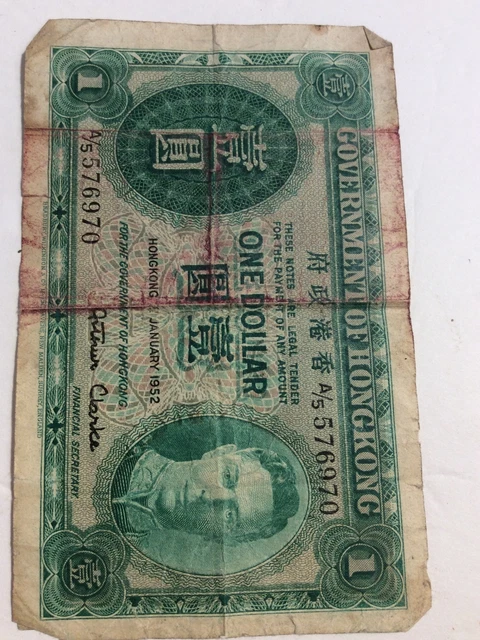 GOVERNMENT OF HONGKONG
壹
1
香港政府
A/5 576970
THESE NOTES ARE LEGAL TENDER
FOR THE PAYMENT OF ANY AMOUNT
壹圓
ONE DOLLAR
壹圓
HONGKONG JANUARY 1952
FOR THE GOVERNMENT OF HONGKONG
A/5 576970
Arthur Clarke
FINANCIAL SECRETARY
1
壹